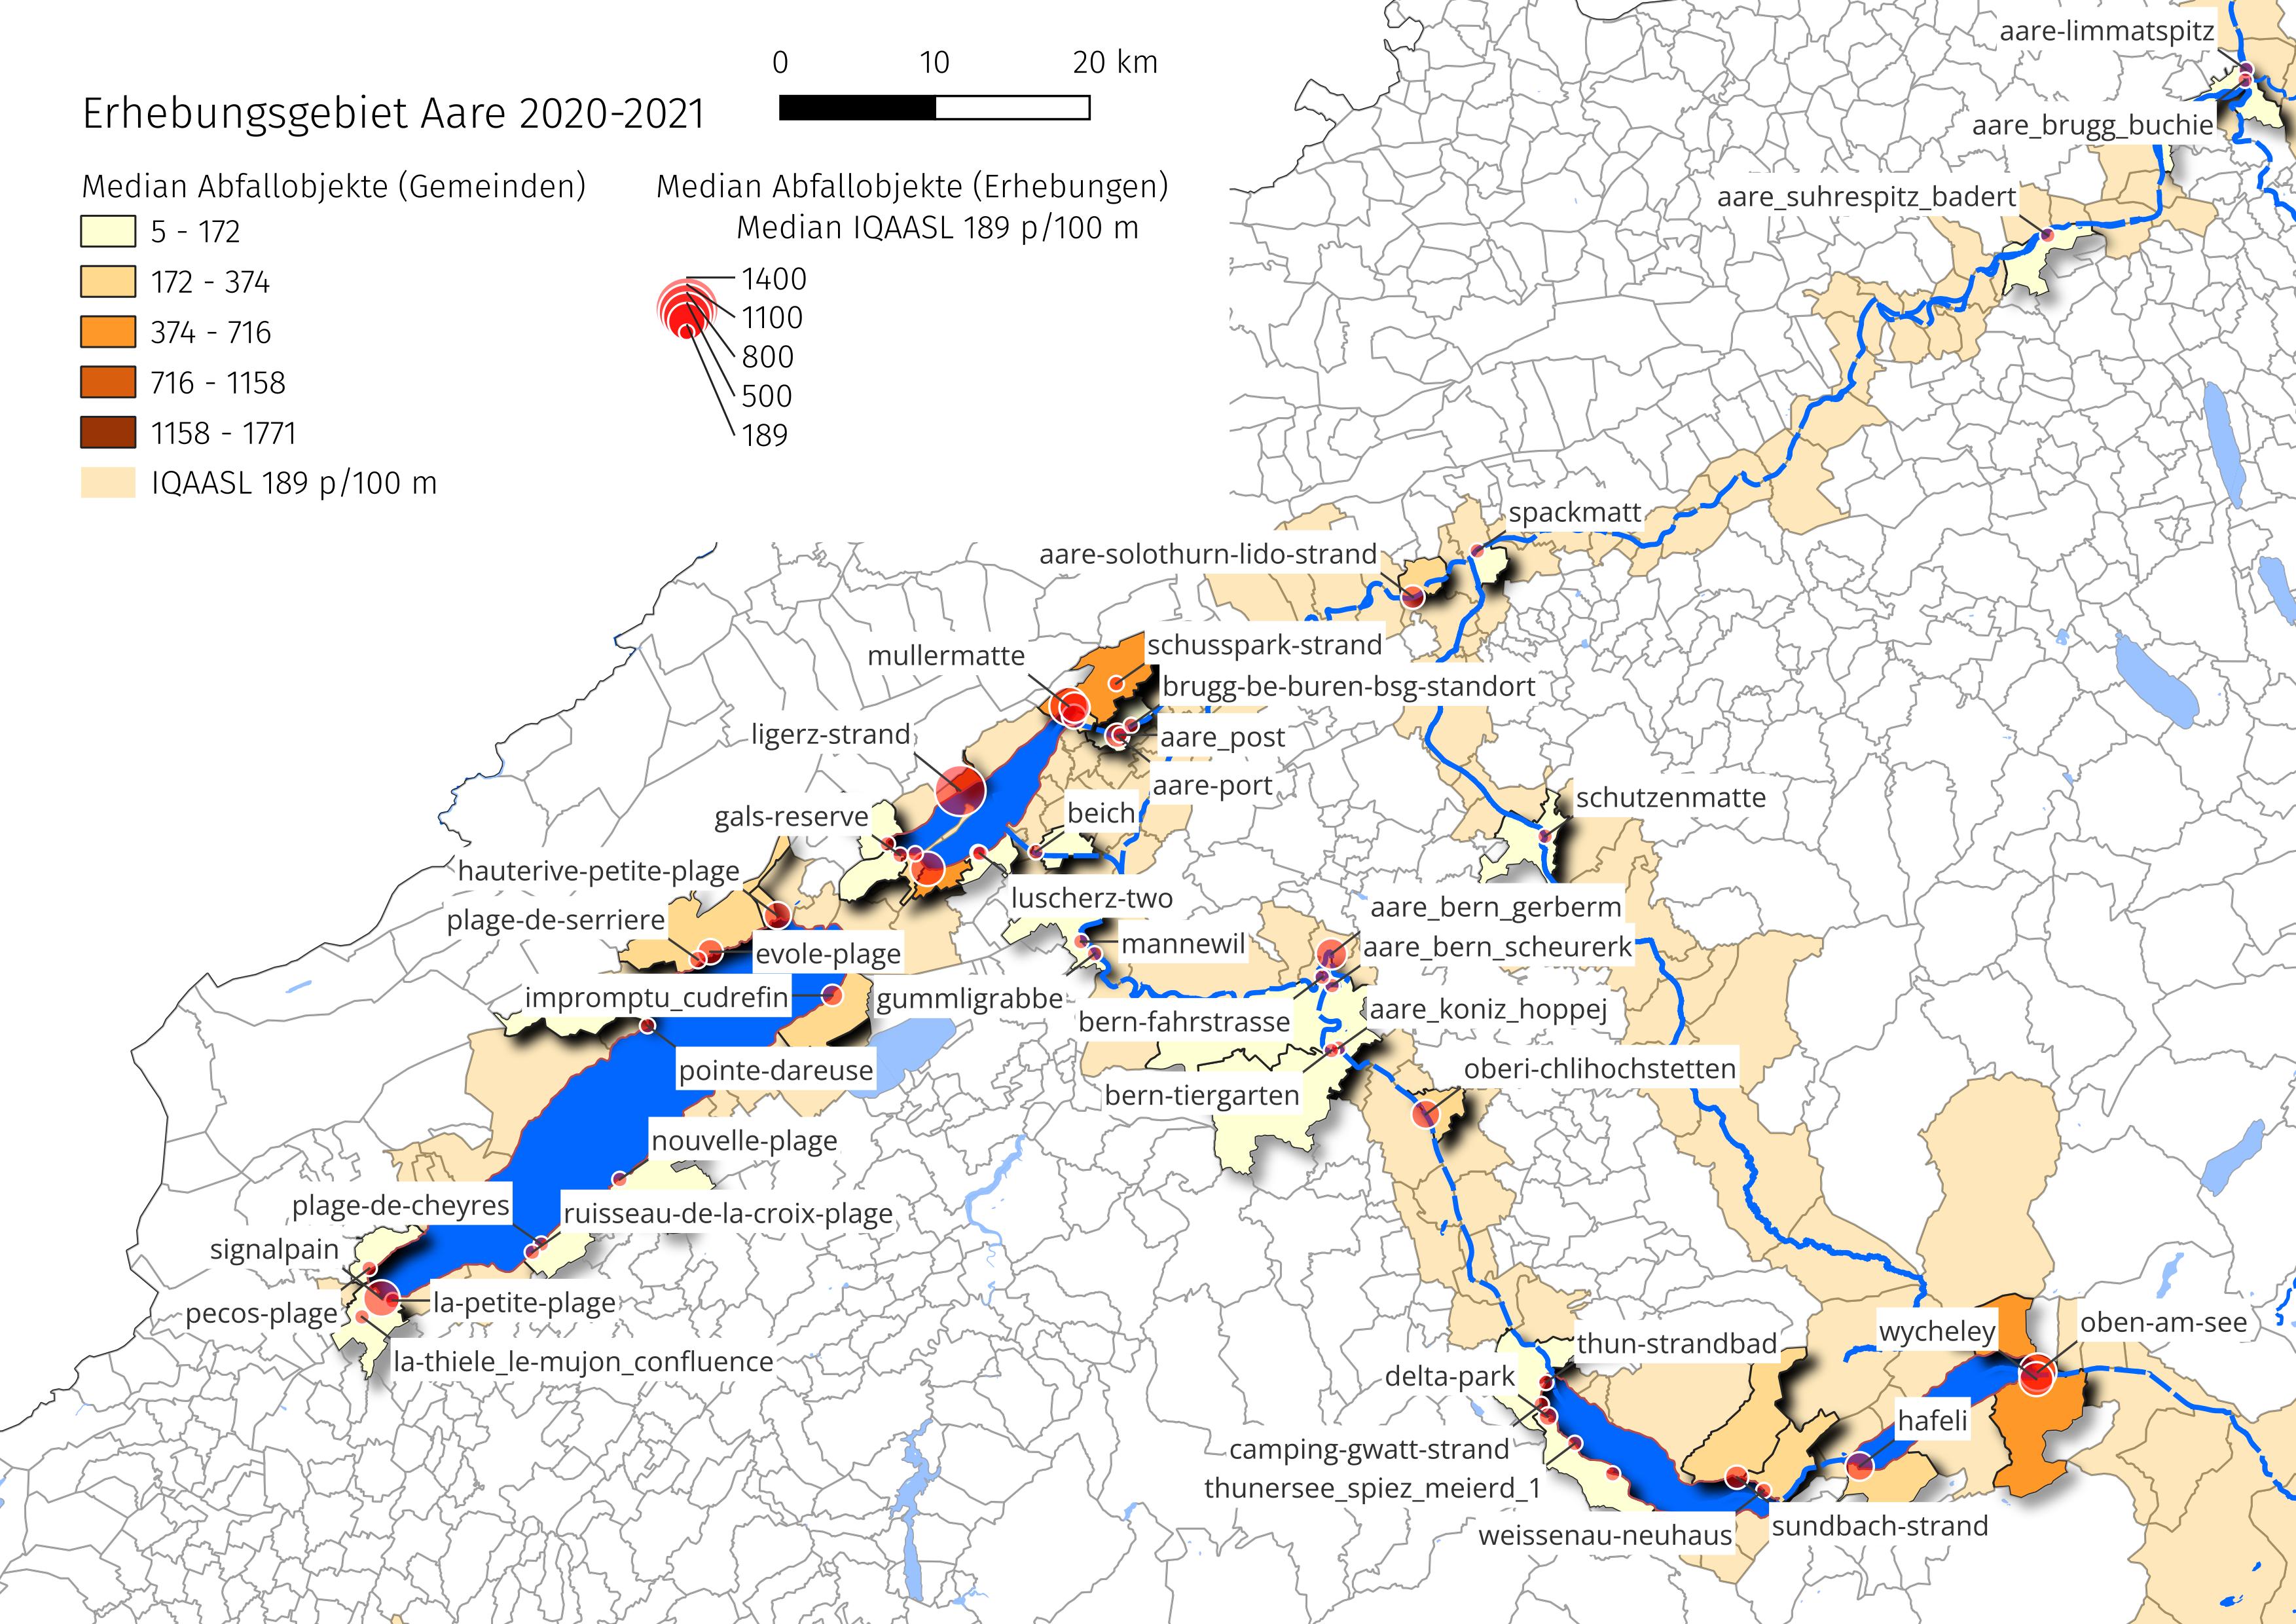 0 10 20 km
Erhebungsgebiet Aare 2020-2021
Median Abfallobjekte (Gemeinden)
5 - 172
172 - 374
374 - 716
716 - 1158
1158 - 1771
IQAASL 189 p/100 m
Median Abfallobjekte (Erhebungen)
Median IQAASL 189 p/100 m
1400
1100
800
500
189
aare-limmatspitz
aare_brugg_buchie
aare_suhrespitz_badert
spackmatt
aare-solothurn-lido-strand
schusspark-strand
mullermatte
brugg-be-buren-bsg-standort
ligerz-strand
aare_post
aare-port
schutzenmatte
beich
gals-reserve
hauterive-petite-plage
luscherz-two
aare_bern_gerberm
plage-de-serriere
mannewil
aare_bern_scheurerk
evole-plage
impromptu_cudrefin
gummligrabbe
aare_koniz_hoppej
bern-fahrstrasse
pointe-dareuse
oberi-chlihochstetten
bern-tiergarten
nouvelle-plage
plage-de-cheyres
ruisseau-de-la-croix-plage
signalpain
la-petite-plage
pecos-plage
oben-am-see
wycheley
thun-strandbad
la-thiele_le-mujon_confluence
delta-park
hafeli
camping-gwatt-strand
thunersee_spiez_meierd_1
sundbach-strand
weissenau-neuhaus